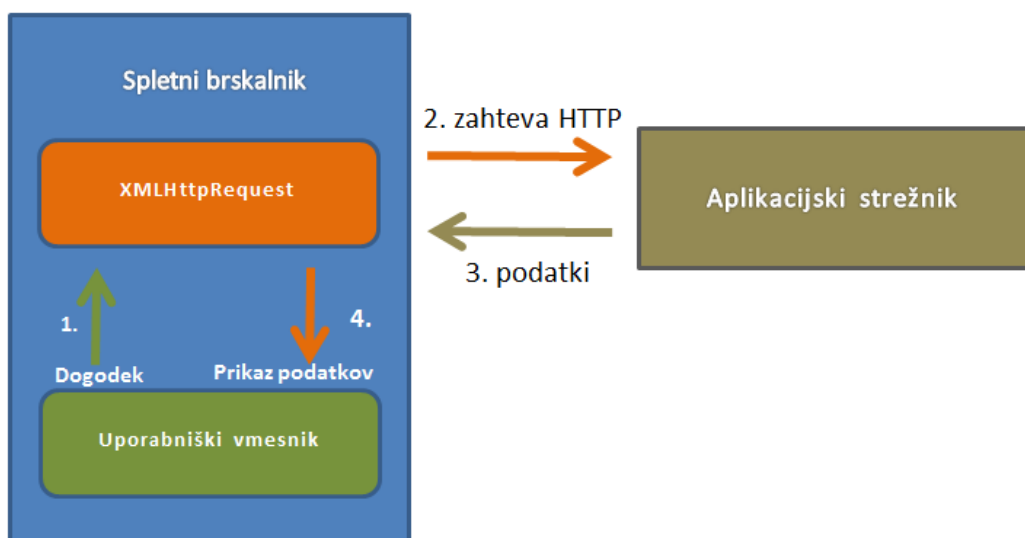 Spletni brskalnik
XMLHttpRequest
1.
Dogodek
4.
Prikaz podatkov
Uporabniški vmesnik
2. zahteva HTTP
3. podatki
Aplikacijski strežnik